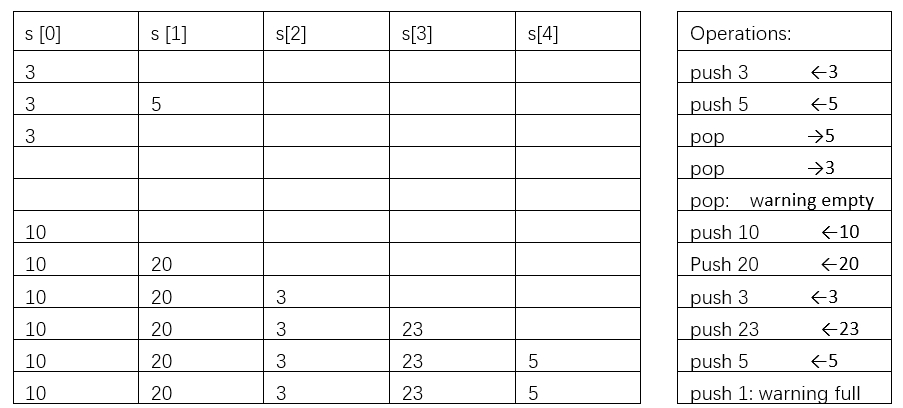 s [0] s [1] s[2] s[3] s[4] Operations:
3 push 3 ←3
3 5 push 5 ←5
3 pop →5
pop →3
pop: warning empty
10 push 10 ←10
10 20 Push 20 ←20
10 20 3 push 3 ←3
10 20 3 23 push 23 ←23
10 20 3 23 5 push 5 ←5
10 20 3 23 5 push 1: warning full